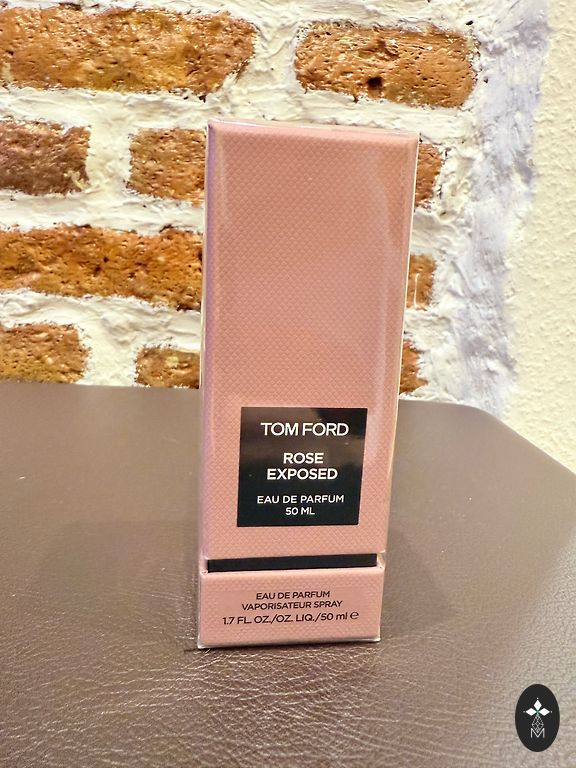 TOM FORD
ROSE
EXPOSED
EAU DE PARFUM
50 ML
EAU DE PARFUM
VAPORISATEUR SPRAY
1.7 FL. OZ./OZ. LIQ./50 ml ℮
M